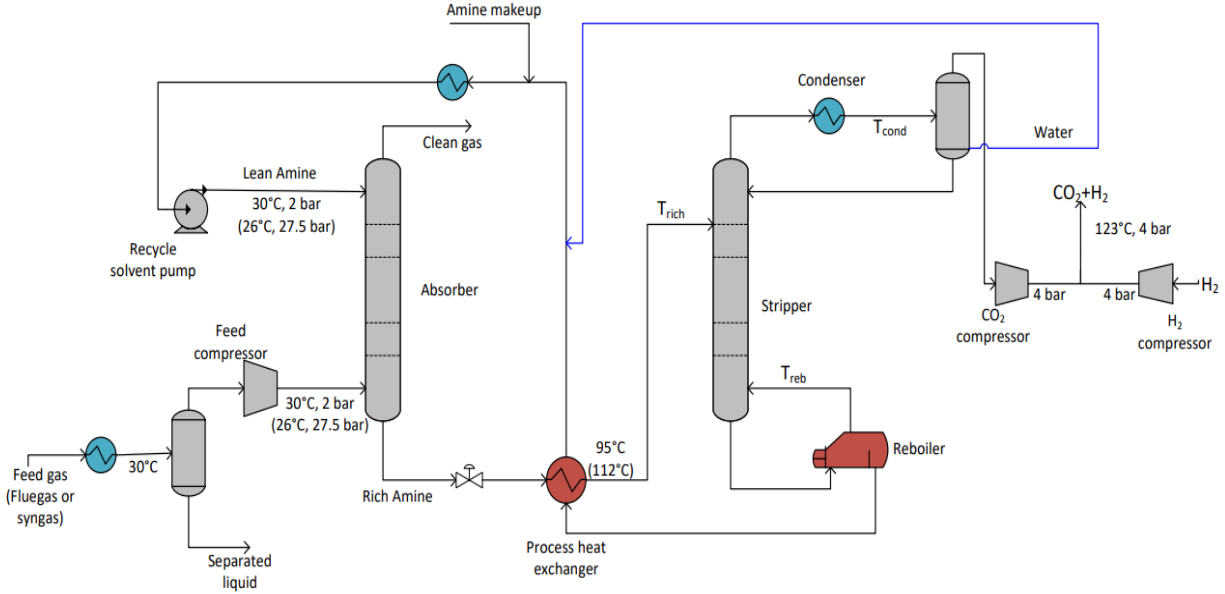 Amine makeup
Condenser
T_cond
Water
Clean gas
Lean Amine
30°C, 2 bar
(26°C, 27.5 bar)
Recycle
solvent pump
T_rich
CO₂+H₂
123°C, 4 bar
Absorber
Stripper
4 bar
4 bar
H₂
CO₂
compressor
H₂
compressor
Feed
compressor
30°C, 2 bar
(26°C, 27.5 bar)
T_reb
Reboiler
95°C
(112°C)
30°C
Feed gas
(Fluegas or
syngas)
Rich Amine
Separated
liquid
Process heat
exchanger